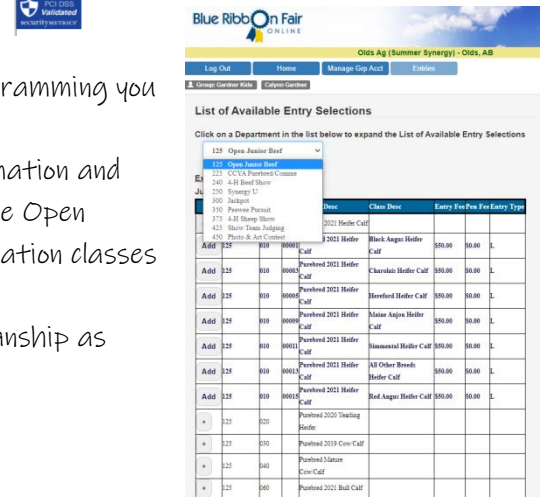 PCI DSS
Validated
SECURITYMETRICS
ramming you
nation and
e Open
ation classes
anship as
Blue Ribbon Fair
ONLINE
Olds Ag (Summer Synergy) - Olds, AB
Log Out Home Manage Grp Acct Entries
Group: Gardner Kids Calynn Gardner
List of Available Entry Selections
Click on a Department in the list below to expand the List of Available Entry Selections
125 Open Junior Beef
125 Open Junior Beef
225 CCYA Purebred Comme
240 4-H Beef Show
250 Synergy U
300 Jackpot
350 Peewee Pursuit
375 4-H Sheep Show
425 Show Team Judging
450 Photo & Art Contest
Desc Class Desc Entry Fee Pen Fee Entry Type
2021 Heifer Calf
Add 125 010 00001 2021 Heifer Calf Black Angus Heifer Calf $50.00 $0.00 L
Add 125 010 00003 Purebred 2021 Heifer Calf Charolais Heifer Calf $50.00 $0.00 L
Add 125 010 00005 Purebred 2021 Heifer Calf Hereford Heifer Calf $50.00 $0.00 L
Add 125 010 00009 Purebred 2021 Heifer Calf Maine Anjou Heifer Calf $50.00 $0.00 L
Add 125 010 00011 Purebred 2021 Heifer Calf Simmental Heifer Calf $50.00 $0.00 L
Add 125 010 00013 Purebred 2021 Heifer Calf All Other Breeds Heifer Calf $50.00 $0.00 L
Add 125 010 00015 Purebred 2021 Heifer Calf Red Angus Heifer Calf $50.00 $0.00 L
+ 125 020 Purebred 2020 Yearling Heifer
+ 125 030 Purebred 2019 Cow/Calf
+ 125 040 Purebred Mature Cow/Calf
+ 125 060 Purebred 2021 Bull Calf